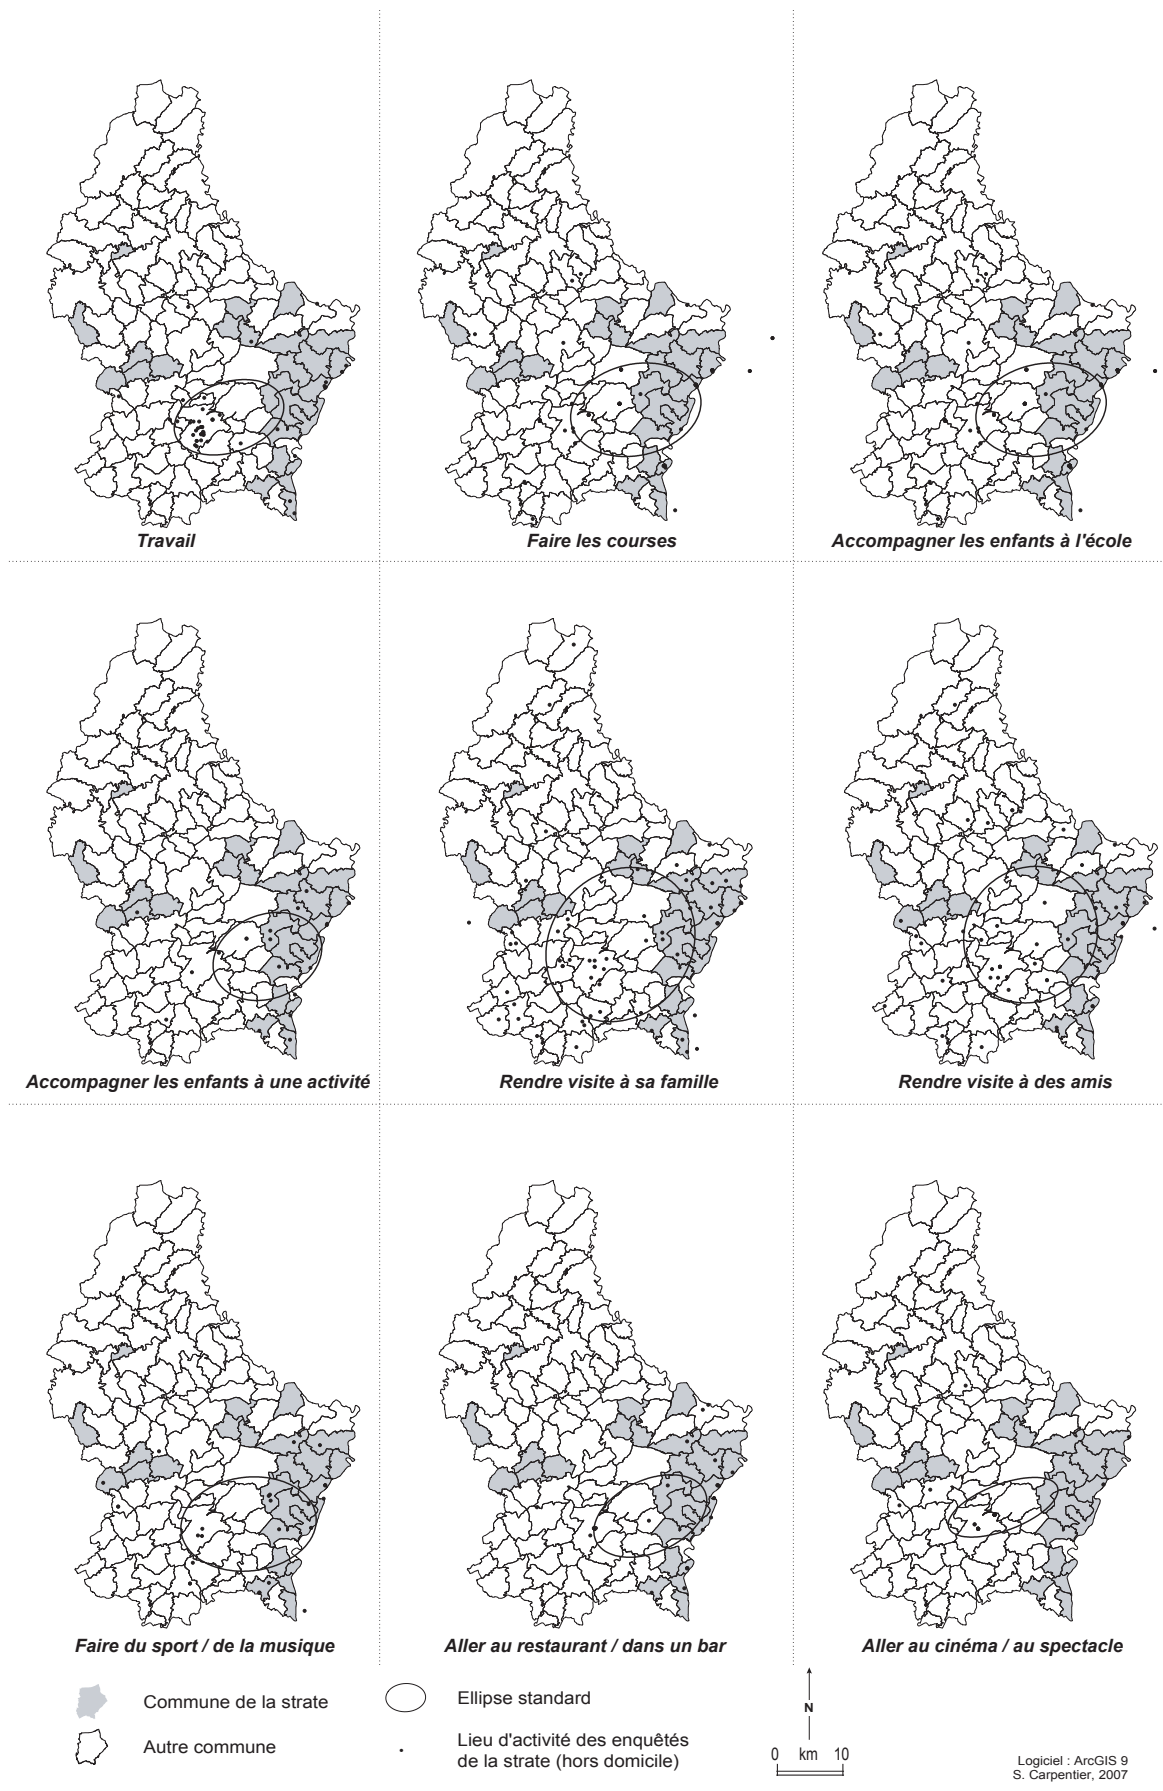 Travail
Faire les courses
Accompagner les enfants à l'école
Accompagner les enfants à une activité
Rendre visite à sa famille
Rendre visite à des amis
Faire du sport / de la musique
Aller au restaurant / dans un bar
Aller au cinéma / au spectacle
Commune de la strate
Autre commune
Ellipse standard
Lieu d'activité des enquêtés
de la strate (hors domicile)
N
0 km 10
Logiciel : ArcGIS 9
S. Carpentier, 2007